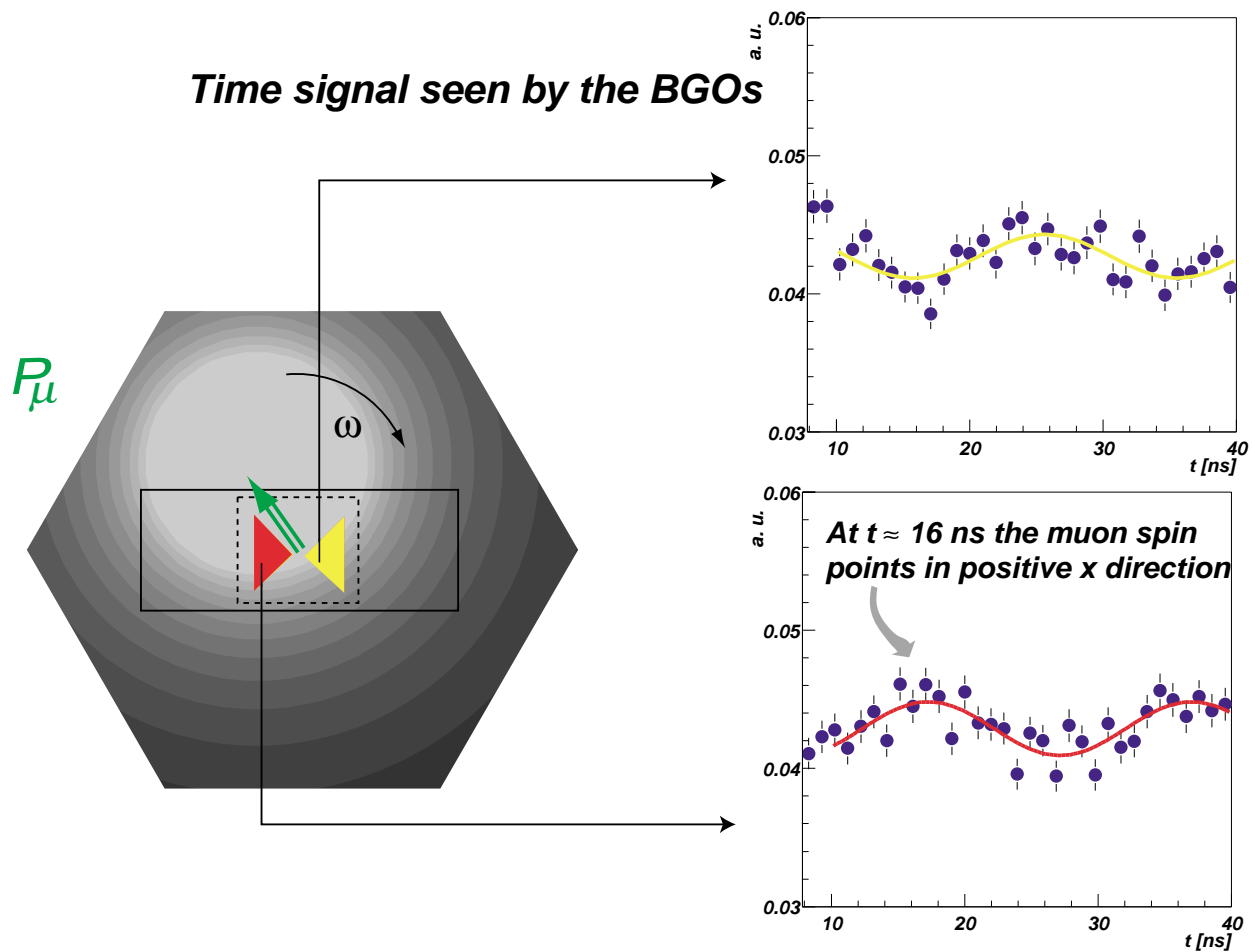 Time signal seen by the BGOs
Pμ
ω
a. u.
0.06
0.05
0.04
0.03
10 20 30 40
t [ns]
a. u.
0.06
0.05
0.04
0.03
At t ≈ 16 ns the muon spin
points in positive x direction
10 20 30 40
t [ns]